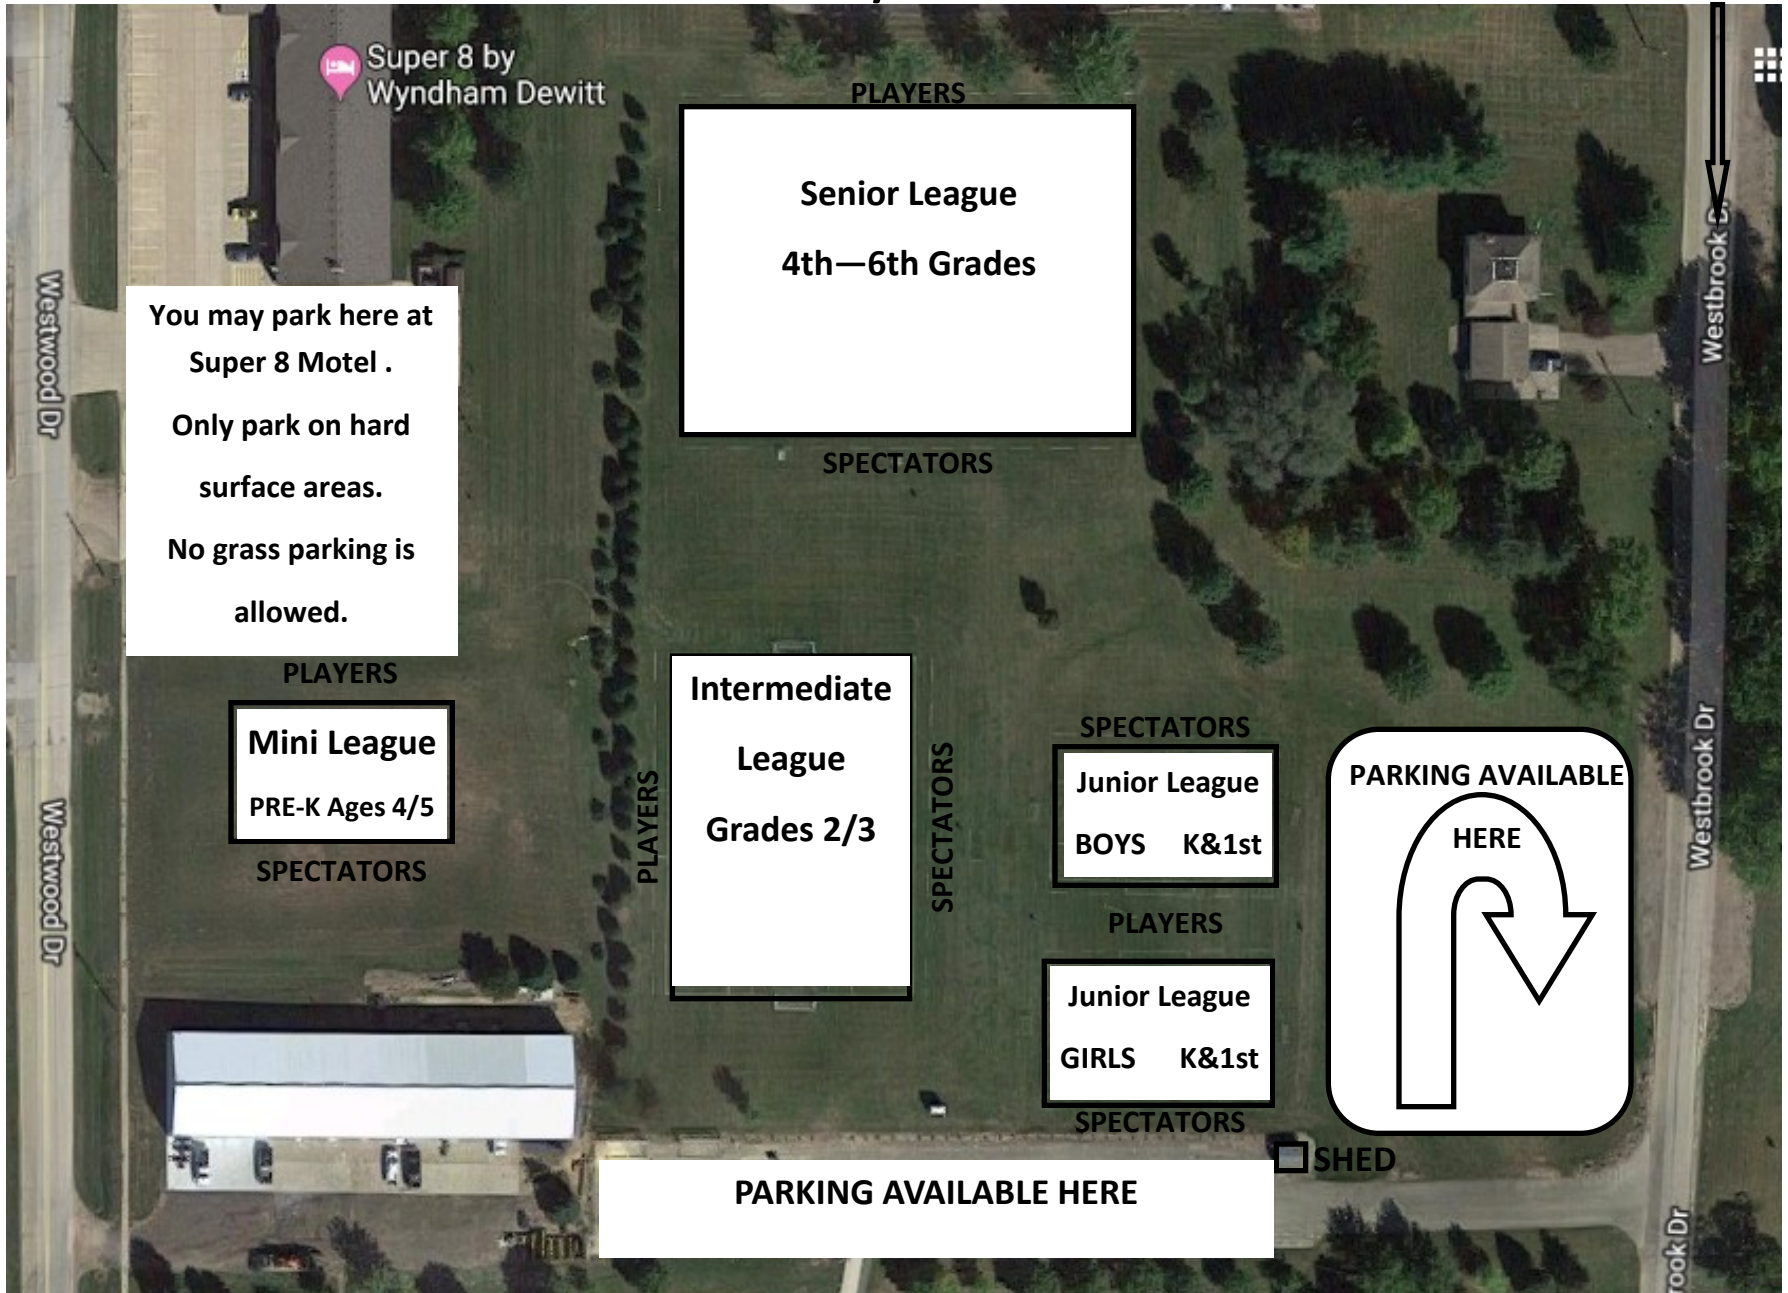 Super 8 by
Wyndham Dewitt
PLAYERS
Senior League
4th—6th Grades
SPECTATORS
Westbrook Dr
Westwood Dr
You may park here at
Super 8 Motel .
Only park on hard
surface areas.
No grass parking is
allowed.
PLAYERS
Mini League
PRE-K Ages 4/5
SPECTATORS
Westwood Dr
PLAYERS
Intermediate
League
Grades 2/3
SPECTATORS
SPECTATORS
Junior League
BOYS K&1st
PLAYERS
Junior League
GIRLS K&1st
SPECTATORS
PARKING AVAILABLE
HERE
Westbrook Dr
SHED
PARKING AVAILABLE HERE
rook Dr